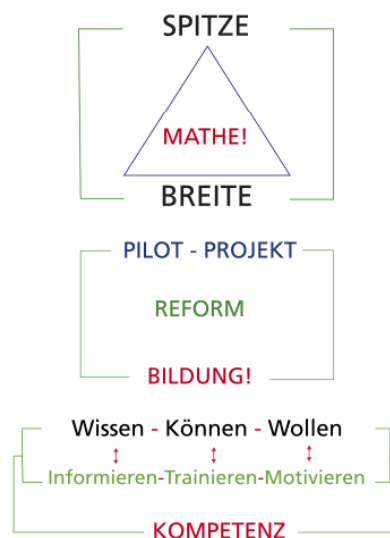 SPITZE
MATHE!
BREITE
PILOT - PROJEKT
REFORM
BILDUNG!
Wissen - Können - Wollen
Informieren-Trainieren-Motivieren
KOMPETENZ